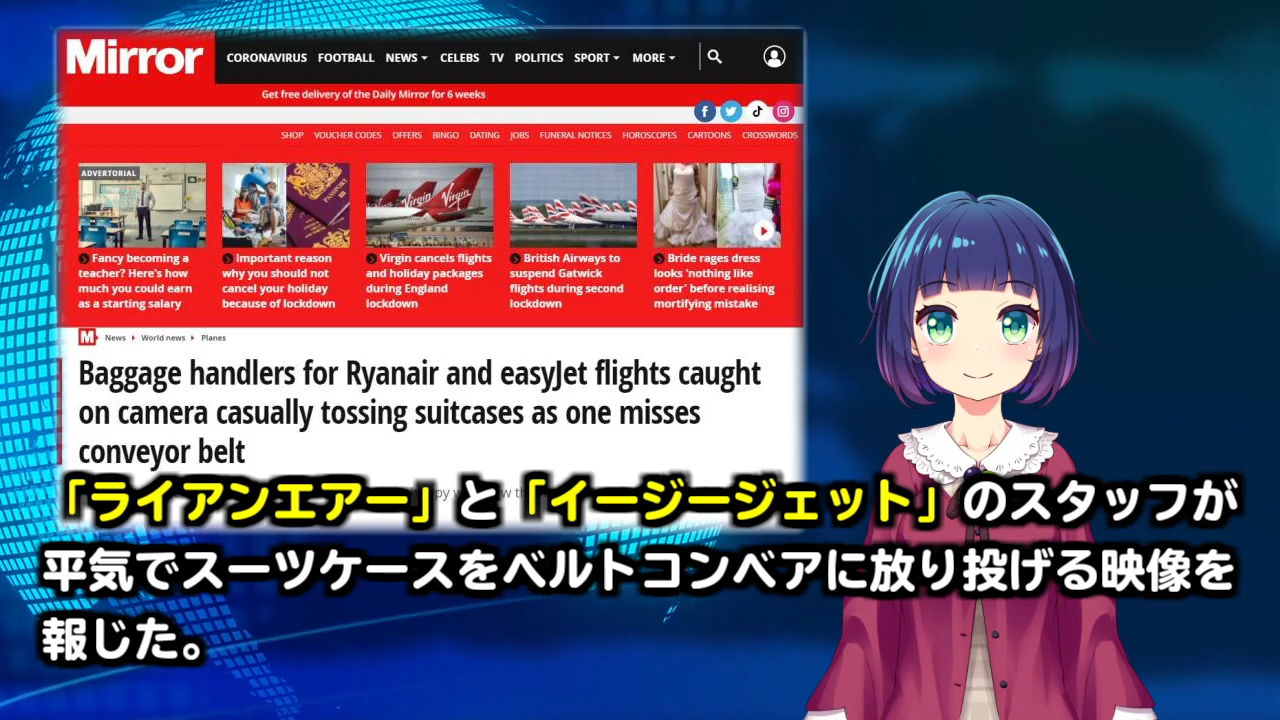 Mirror
CORONAVIRUS FOOTBALL NEWS CELEBS TV POLITICS SPORT MORE
Get free delivery of the Daily Mirror for 6 weeks
SHOP VOUCHER CODES OFFERS BINGO DATING JOBS FUNERAL NOTICES HOROSCOPES CARTOONS CROSSWORDS
ADVERTORIAL
PASSPORT
Virgin
Virgin
Fancy becoming a
teacher? Here's how
much you could earn
as a starting salary
Important reason
why you should not
cancel your holiday
because of lockdown
Virgin cancels flights
and holiday packages
during England
lockdown
British Airways to
suspend Gatwick
flights during second
lockdown
Bride rages dress
looks 'nothing like
order' before realising
mortifying mistake
M News World news Planes
Baggage handlers for Ryanair and easyJet flights caught
on camera casually tossing suitcases as one misses
conveyor belt
「ライアンエアー」と「イージージェット」のスタッフが
平気でスーツケースをベルトコンベアに放り投げる映像を
報じた。